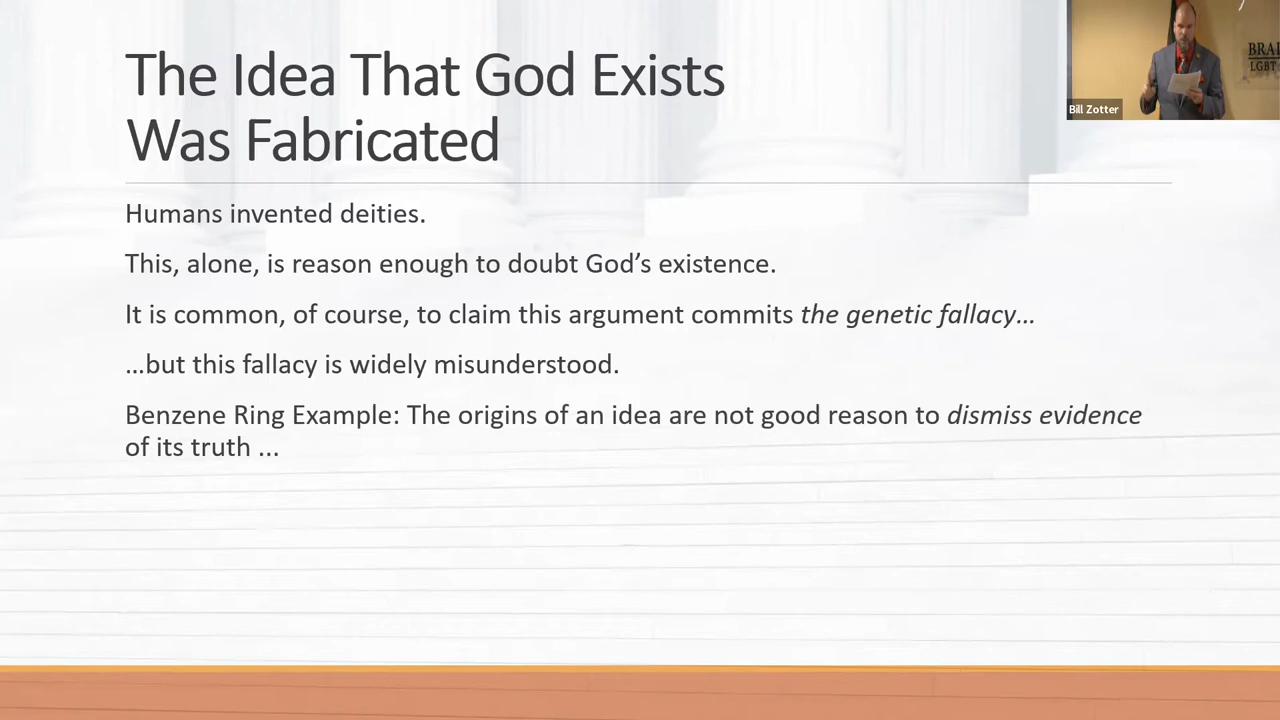 The Idea That God Exists
Was Fabricated
Humans invented deities.
This, alone, is reason enough to doubt God’s existence.
It is common, of course, to claim this argument commits the genetic fallacy…
…but this fallacy is widely misunderstood.
Benzene Ring Example: The origins of an idea are not good reason to dismiss evidence
of its truth ...
Bill Zotter
LGBT